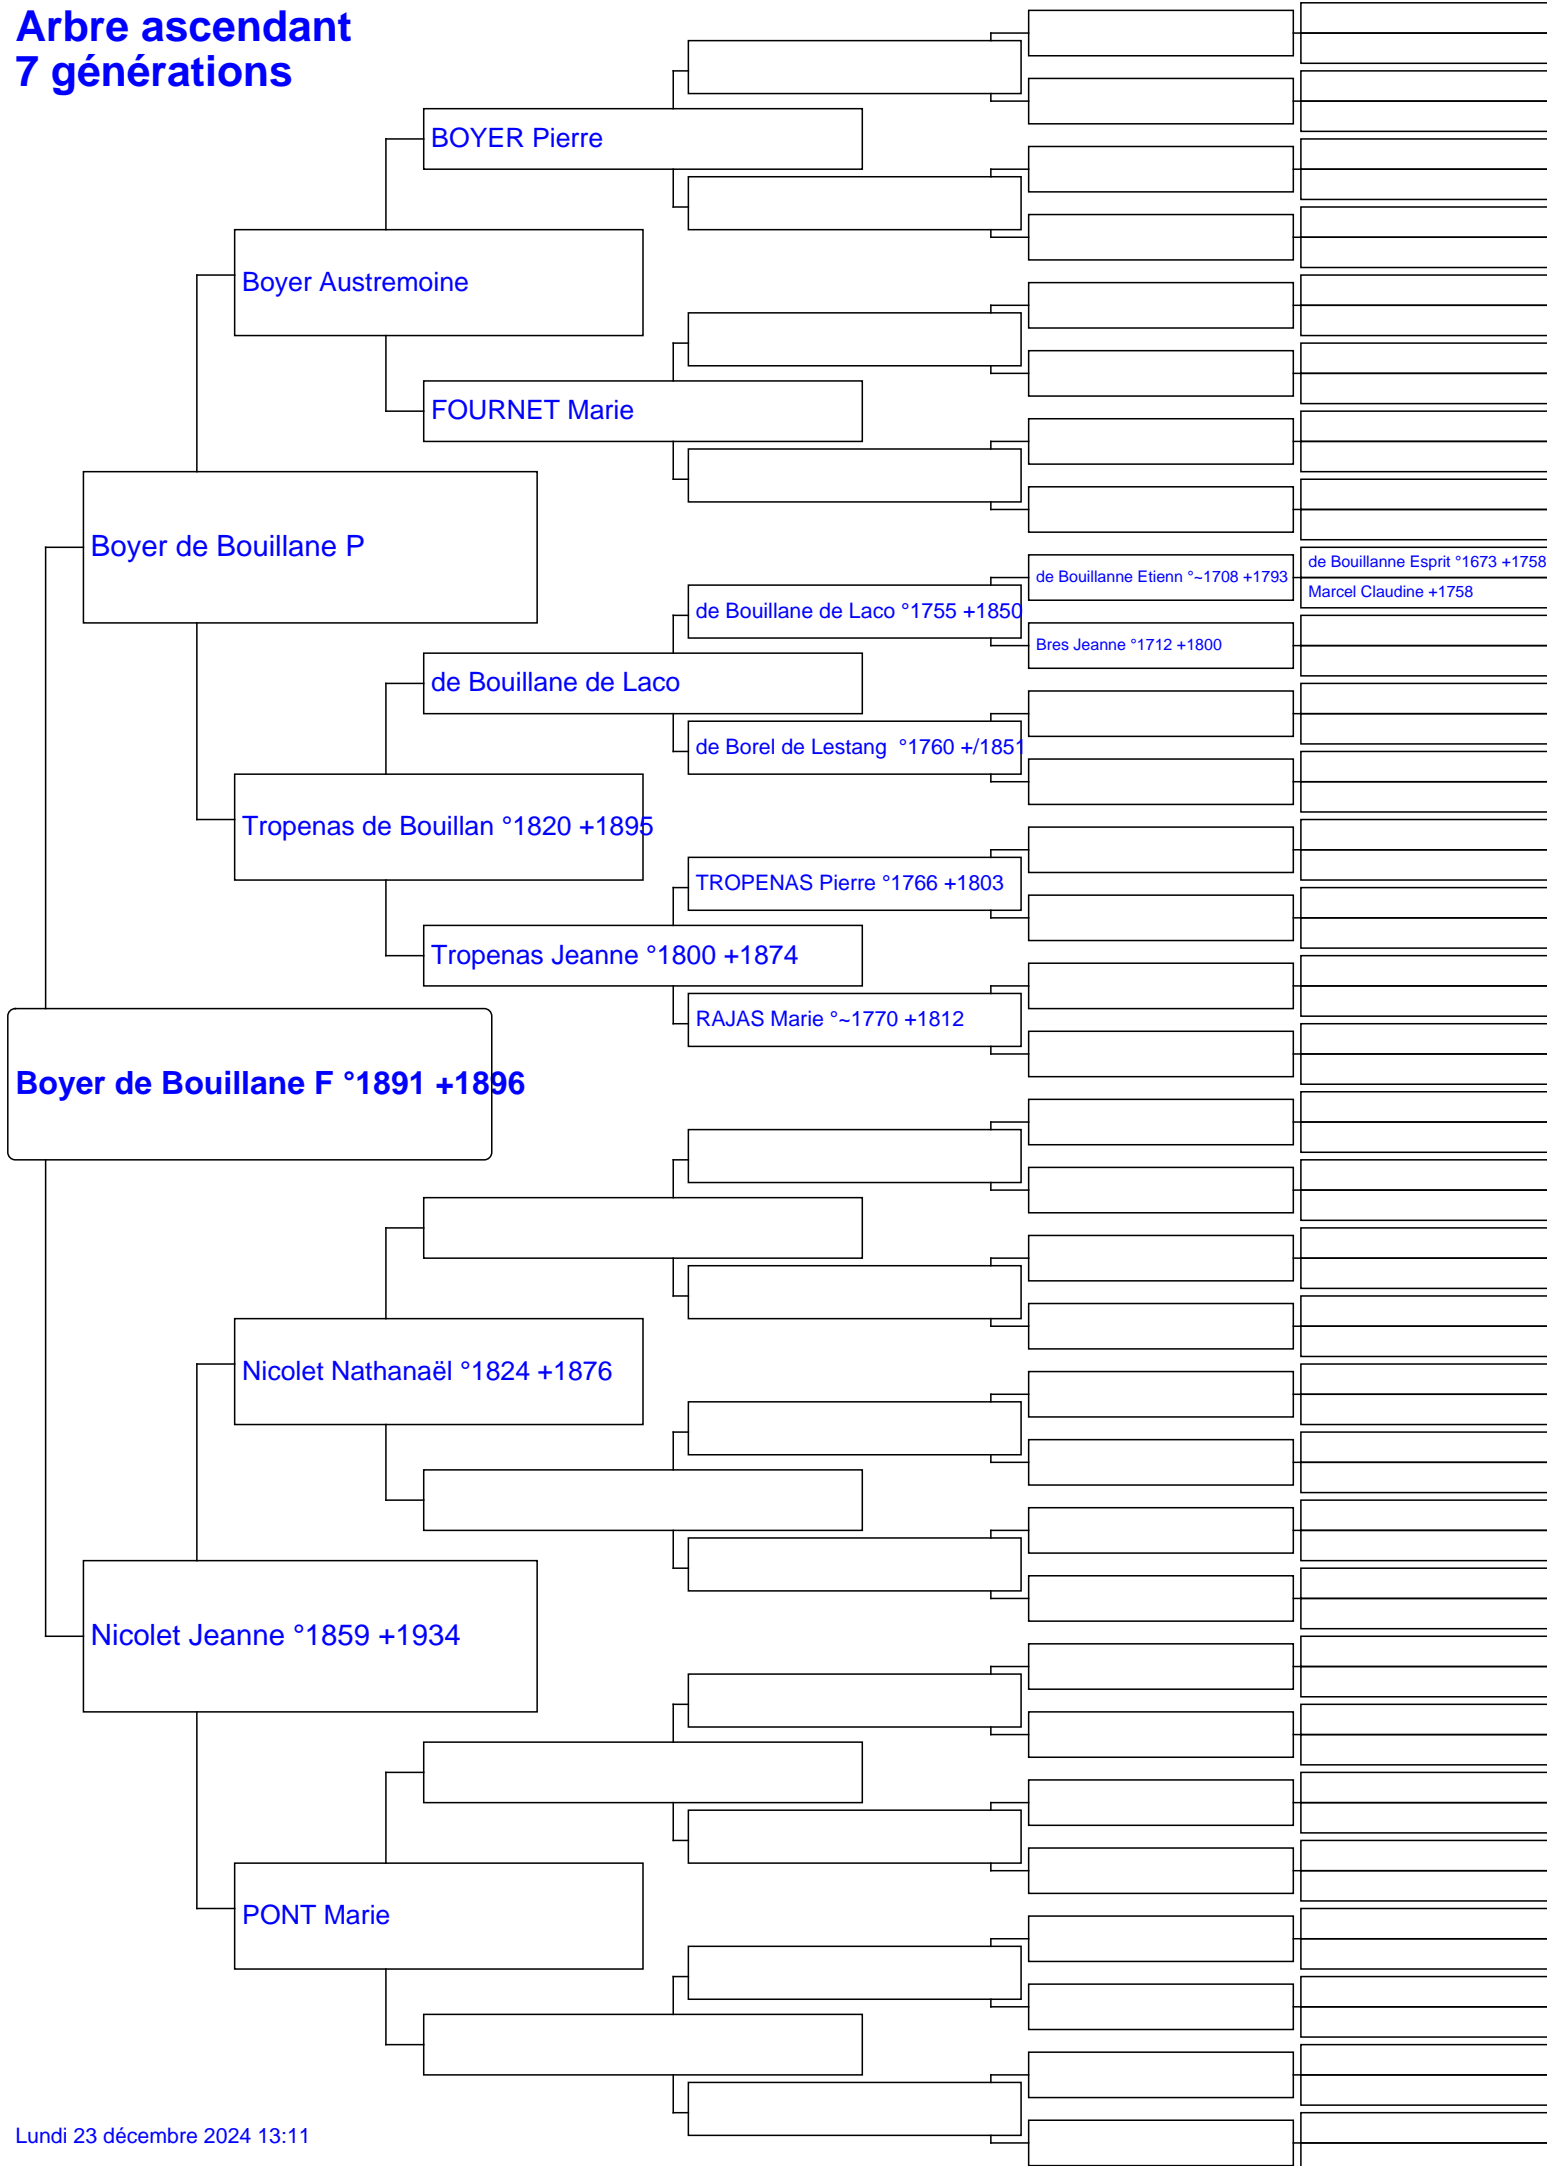 Arbre ascendant
7 générations
BOYER Pierre
Boyer Austremoine
FOURNET Marie
Boyer de Bouillane P
de Bouillanne Esprit °1673 +1758
de Bouillanne Etienn °~1708 +1793
Marcel Claudine +1758
de Bouillane de Laco °1755 +1850
Bres Jeanne °1712 +1800
de Bouillane de Laco
de Borel de Lestang °1760 +/1851
Tropenas de Bouillan °1820 +1895
TROPENAS Pierre °1766 +1803
Tropenas Jeanne °1800 +1874
RAJAS Marie °~1770 +1812
Boyer de Bouillane F °1891 +1896
Nicolet Nathanaël °1824 +1876
Nicolet Jeanne °1859 +1934
PONT Marie
Lundi 23 décembre 2024 13:11